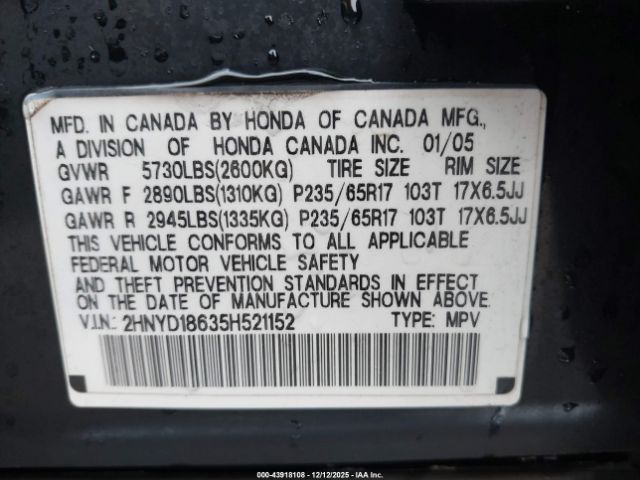 MFD. IN CANADA BY HONDA OF CANADA MFG.,
A DIVISION OF HONDA CANADA INC. 01/05
GVWR 5730LBS(2600KG) TIRE SIZE RIM SIZE
GAWR F 2890LBS(1310KG) P235/65R17 103T 17X6.5JJ
GAWR R 2945LBS(1335KG) P235/65R17 103T 17X6.5JJ
THIS VEHICLE CONFORMS TO ALL APPLICABLE
FEDERAL MOTOR VEHICLE SAFETY
AND THEFT PREVENTION STANDARDS IN EFFECT
ON THE DATE OF MANUFACTURE SHOWN ABOVE.
V.I.N.: 2HNYD18635H521152 TYPE: MPV
000-43918108 - 12/12/2025 - IAA Inc.